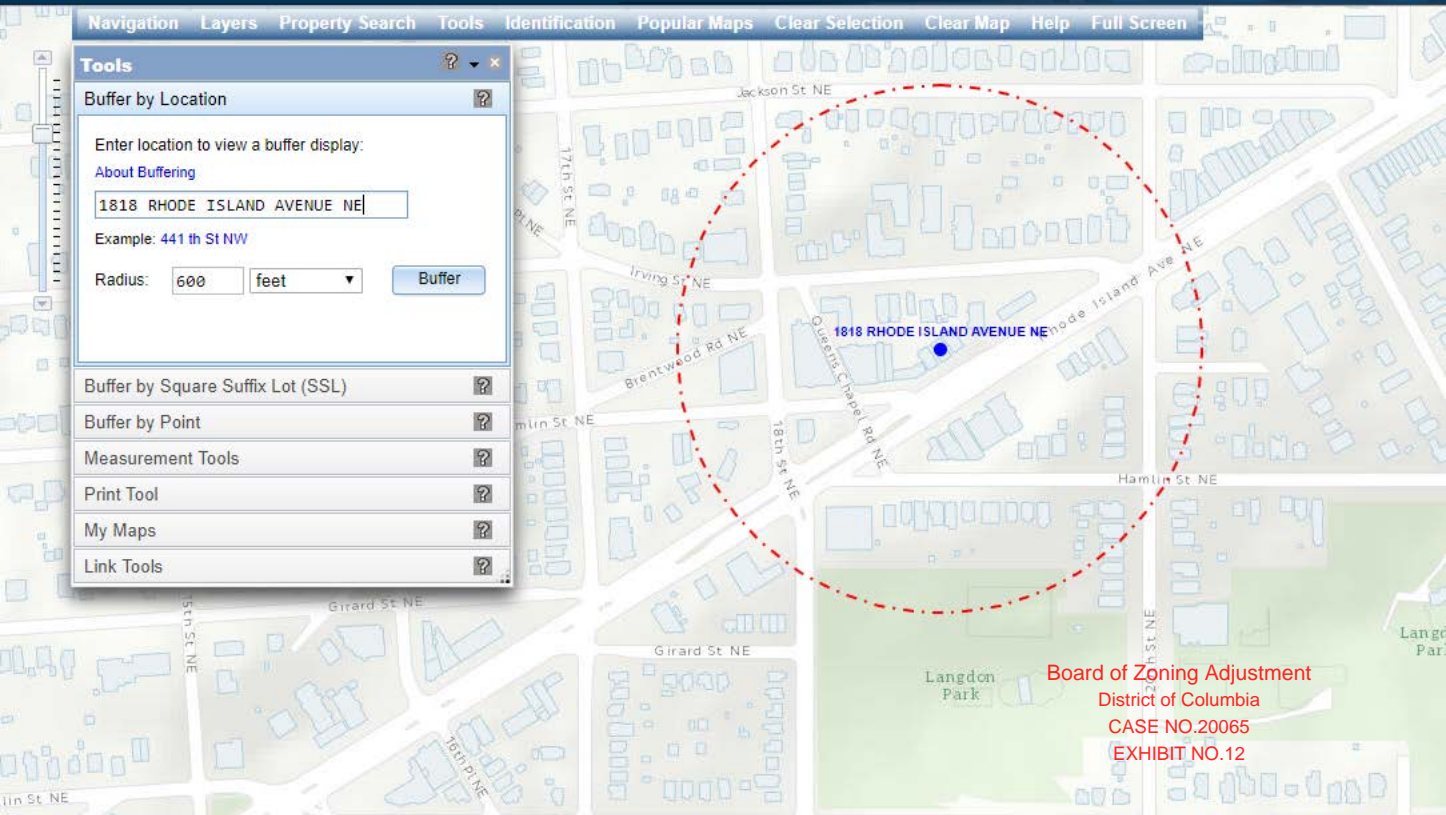 Navigation Layers Property Search Tools Identification Popular Maps Clear Selection Clear Map Help Full Screen
Tools
Buffer by Location
Enter location to view a buffer display:
About Buffering
1818 RHODE ISLAND AVENUE NE
Example: 441 th St NW
Radius: 600 feet Buffer
Buffer by Square Suffix Lot (SSL)
Buffer by Point
Measurement Tools
Print Tool
My Maps
Link Tools
Jackson St NE
17th St NE
Irving St NE
Rhode Island Ave NE
1818 RHODE ISLAND AVENUE NE
Queens Chapel Rd NE
Brentwood Rd NE
18th St NE
Hamlin St NE
Girard St NE
15th St NE
Girard St NE
16th Pl NE
Langdon
Park
Board of Zoning Adjustment
District of Columbia
CASE NO.20065
EXHIBIT NO.12